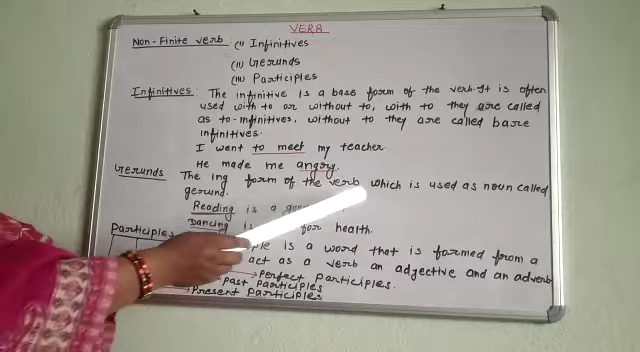 VERB
Non-Finite verb : (i) Infinitives
(ii) Gerunds
(iii) Participles
Infinitives : The infinitive is a base form of the verb. It is often
used with to or without to, with to they are called
as to-infinitives. without to they are called bare
infinitives.
I went to meet my teacher.
He made me angry.
Gerunds The ing form of the verb which is used as noun called
gerund.
Reading is a
Dancing is for health.
Participles is a word that is formed from a
act as a verb an adjective and an adverb
Perfect participles.
Past participles
Present participles